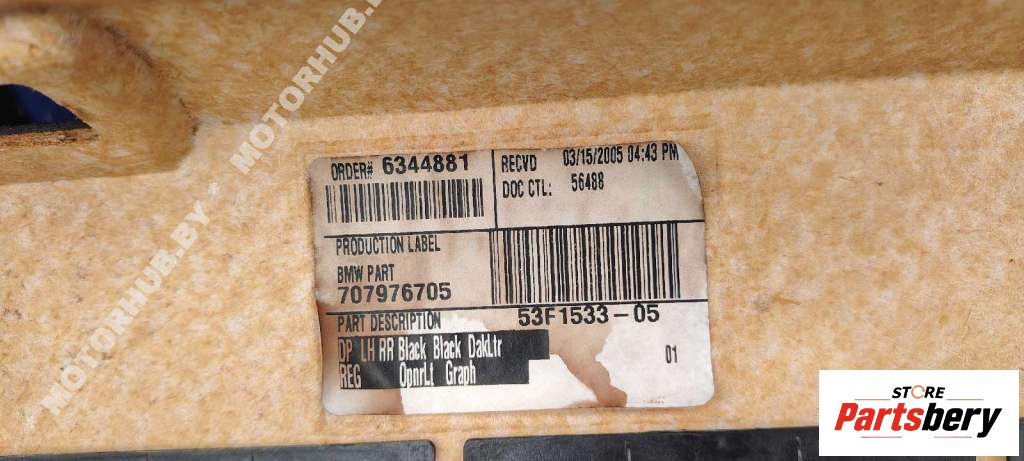 MOTORHUB.BY * MOTORHUB.BY
ORDER# 6344881
RECVD 03/15/2005 04:43 PM
DOC CTL: 56488
PRODUCTION LABEL
BMW PART
707976705
53F1533-05
PART DESCRIPTION
DP LH RR Black Black DakLtr
REG OpnrLt Graph
01
STORE
Partsbery